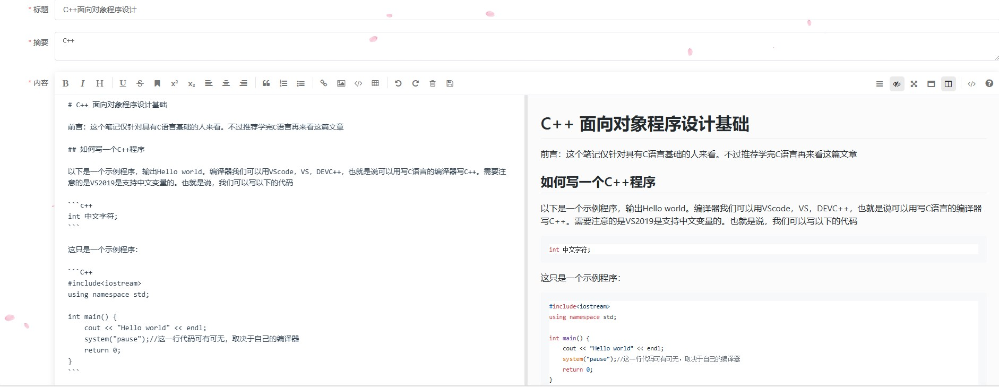 * 标题
C++面向对象程序设计
* 摘要
C++
* 内容
B I H U S x² x₂
# C++ 面向对象程序设计基础
前言：这个笔记仅针对具有C语言基础的人来看。不过推荐学完C语言再来看这篇文章
## 如何写一个C++程序
以下是一个示例程序，输出Hello world。编译器我们可以用VScode，VS，DEVC++，也就是说可以用写C语言的编译器写C++。需要注
意的是VS2019是支持中文变量的。也就是说，我们可以写以下的代码
```c++
int 中文字符;
```
这只是一个示例程序：
```C++
#include<iostream>
using namespace std;
int main() {
    cout << "Hello world" << endl;
    system("pause");//这一行代码可有可无，取决于自己的编译器
    return 0;
}
```
C++ 面向对象程序设计基础
前言：这个笔记仅针对具有C语言基础的人来看。不过推荐学完C语言再来看这篇文章
如何写一个C++程序
以下是一个示例程序，输出Hello world。编译器我们可以用VScode，VS，DEVC++，也就是说可以用写C语言的编译器
写C++。需要注意的是VS2019是支持中文变量的。也就是说，我们可以写以下的代码
int 中文字符;
这只是一个示例程序：
#include<iostream>
using namespace std;
int main() {
    cout << "Hello world" << endl;
    system("pause");//这一行代码可有可无，取决于自己的编译器
    return 0;
}